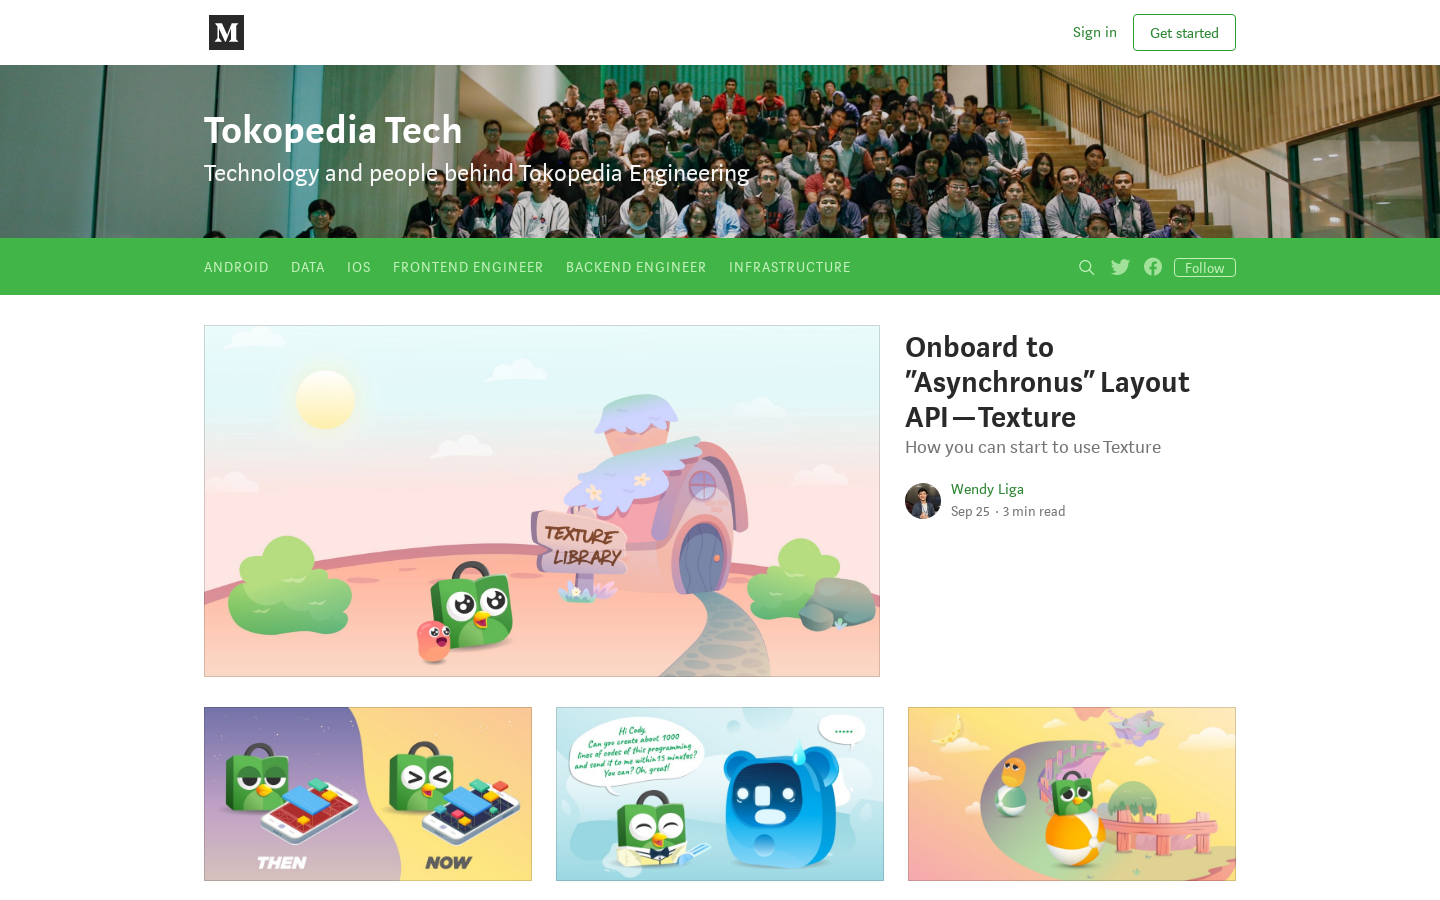 M
Sign in
Get started
Tokopedia Tech
Technology and people behind Tokopedia Engineering
ANDROID
DATA
IOS
FRONTEND ENGINEER
BACKEND ENGINEER
INFRASTRUCTURE
Follow
TEXTURE
LIBRARY
Onboard to
”Asynchronus” Layout
API — Texture
How you can start to use Texture
Wendy Liga
Sep 25 · 3 min read
THEN
NOW
Hi Cody,
Can you create about 1000
lines of codes of this programming
and send it to me within 15 minutes?
You can? Oh, great!
.....